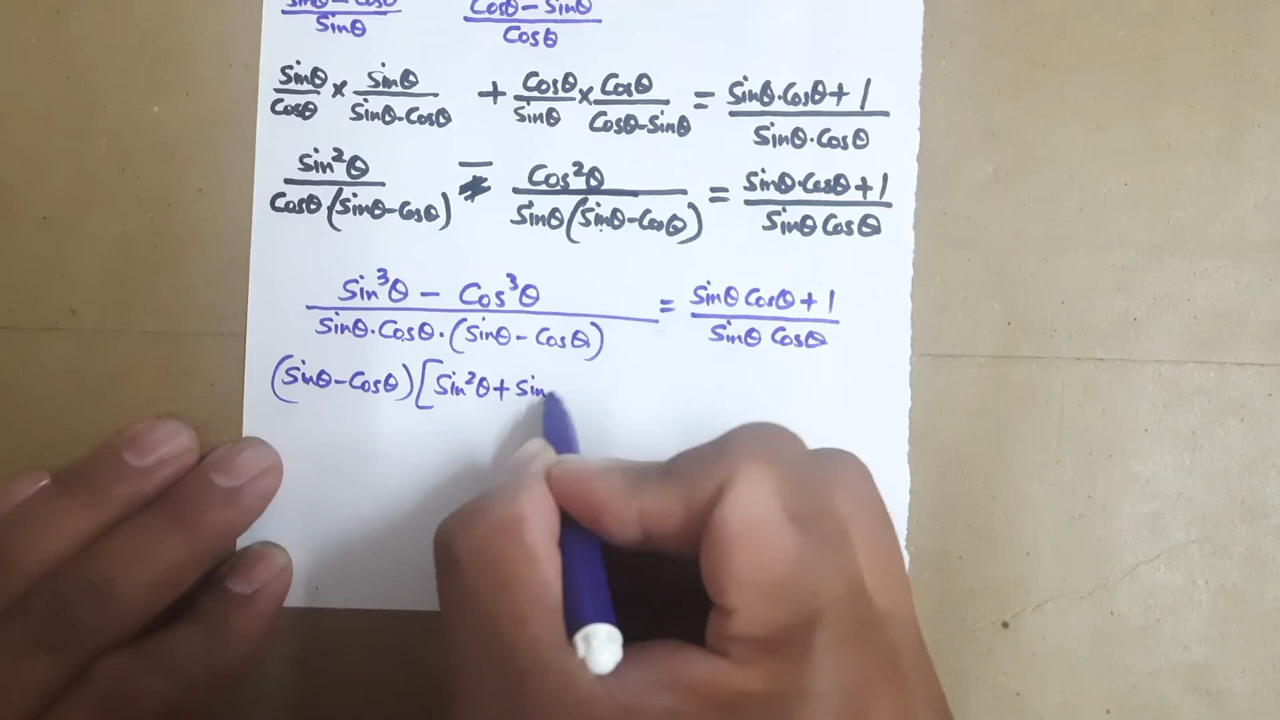 sinθ - cosθ / sinθ   cosθ - sinθ / cosθ
sinθ/cosθ × sinθ/(sinθ-cosθ) + cosθ/sinθ × cosθ/(cosθ-sinθ) = (sinθ·cosθ+1)/(sinθ·cosθ)
sin²θ/(cosθ(sinθ-cosθ)) - cos²θ/(sinθ(sinθ-cosθ)) = (sinθ·cosθ+1)/(sinθ cosθ)
(sin³θ - cos³θ)/(sinθ·cosθ·(sinθ-cosθ)) = (sinθ cosθ+1)/(sinθ cosθ)
(sinθ-cosθ)[sin²θ+sin